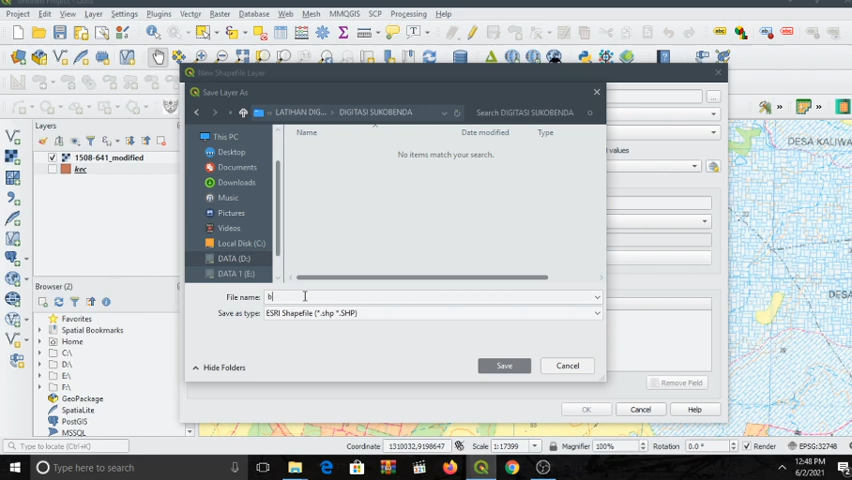 Project Edit View Layer Settings Plugins Vector Raster Database Web Mesh MMQGIS SCP Processing Help
New Shapefile Layer
Save Layer As
LATIHAN DIG... › DIGITASI SUKOBENDA
Search DIGITASI SUKOBENDA
Layers
1508-641_modified
kec
This PC
Desktop
Documents
Downloads
Music
Pictures
Videos
Local Disk (C:)
DATA (D:)
DATA 1 (E:)
Name Date modified Type
No items match your search.
File name: b
Save as type: ESRI Shapefile (*.shp *.SHP)
Hide Folders
Save Cancel
l values
DESA KALIWA
Browser (2)
Favorites
Spatial Bookmarks
Home
C:\
D:\
E:\
F:\
GeoPackage
SpatiaLite
PostGIS
MSSQL
Remove Field
OK Cancel Help
Type to locate (Ctrl+K)
1310032,9198647
Scale 1:17399
Magnifier 100%
Rotation 0.0 °
Render
EPSG:32748
Type here to search
12:48 PM
6/2/2021